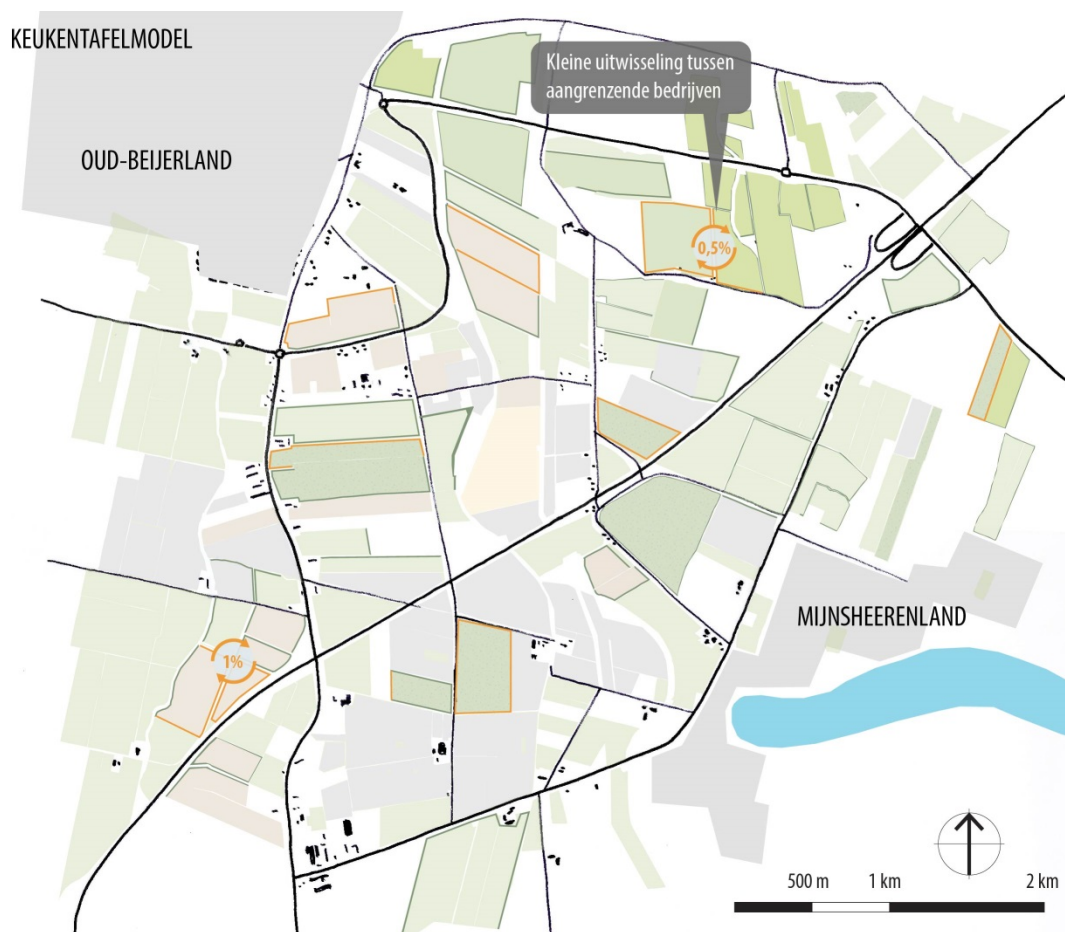 KEUKENTAFELMODEL
Kleine uitwisseling tussen
aangrenzende bedrijven
OUD-BEIJERLAND
0,5%
MIJNSHEERENLAND
1%
500 m 1 km 2 km